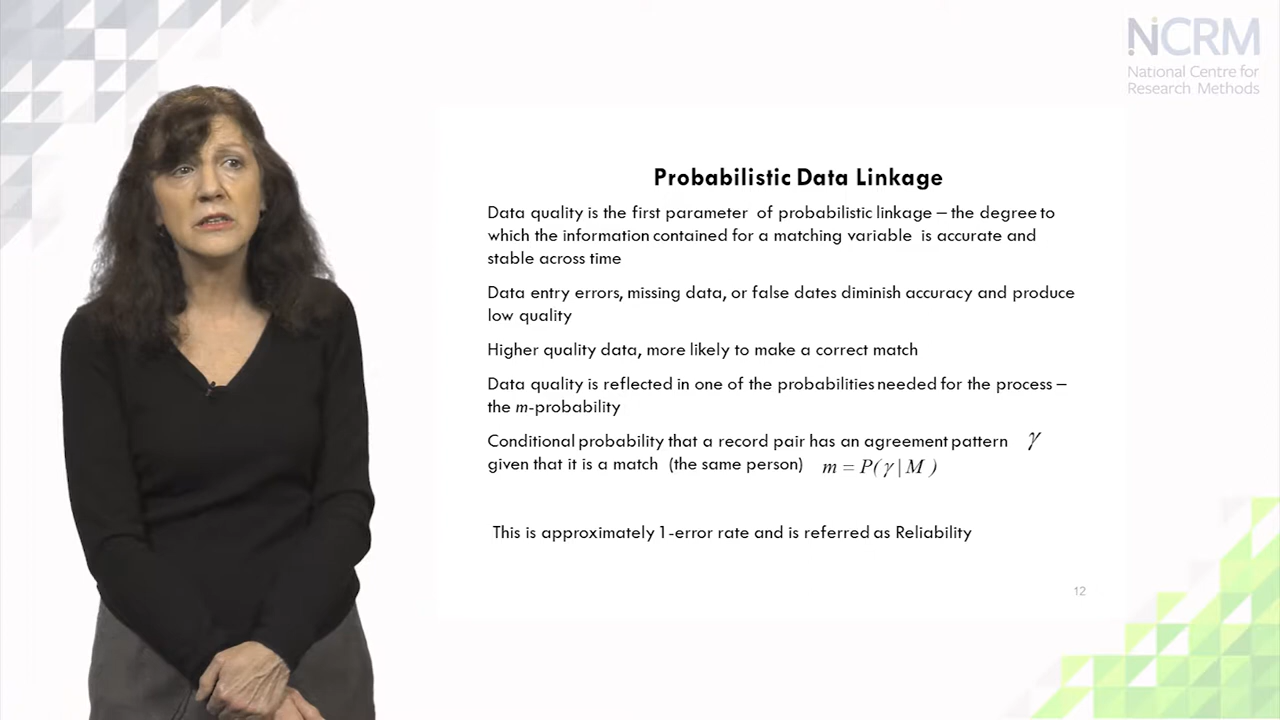 NCRM
National Centre for
Research Methods
Probabilistic Data Linkage
Data quality is the first parameter of probabilistic linkage – the degree to
which the information contained for a matching variable is accurate and
stable across time
Data entry errors, missing data, or false dates diminish accuracy and produce
low quality
Higher quality data, more likely to make a correct match
Data quality is reflected in one of the probabilities needed for the process –
the m-probability
Conditional probability that a record pair has an agreement pattern γ
given that it is a match (the same person) m = P( γ | M )
This is approximately 1-error rate and is referred as Reliability
12